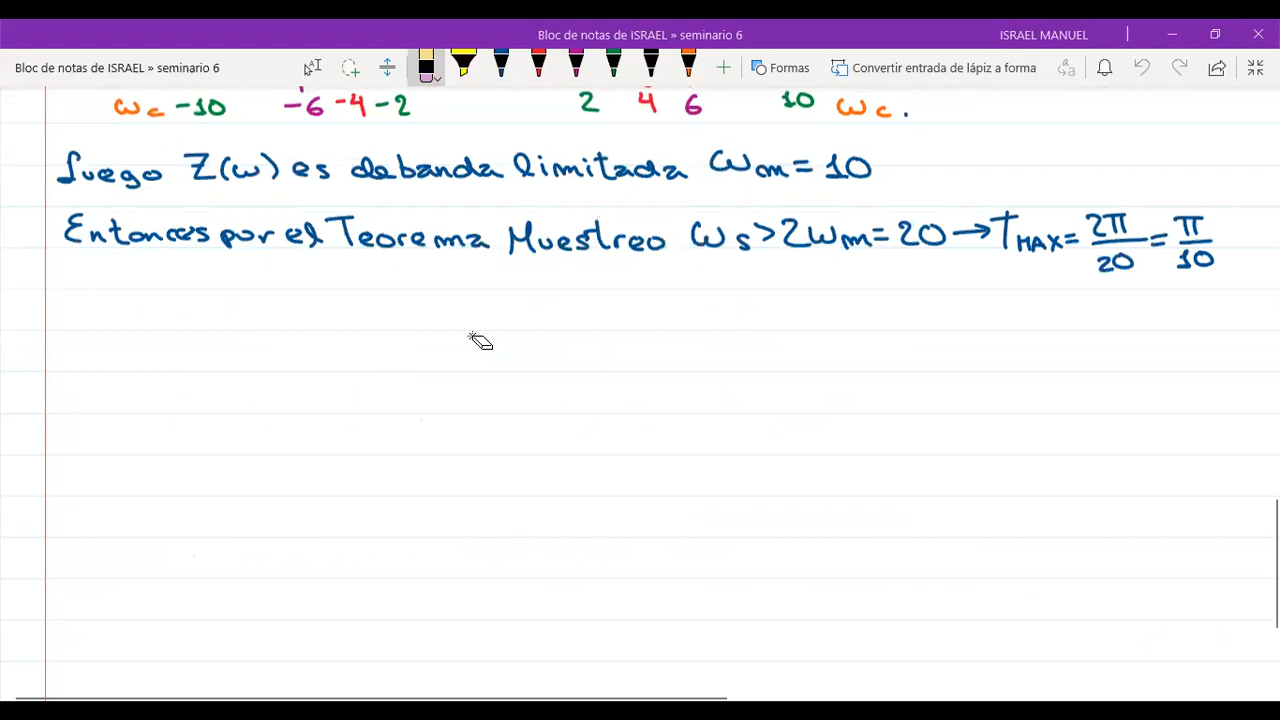 Bloc de notas de ISRAEL » seminario 6
ISRAEL MANUEL
Bloc de notas de ISRAEL » seminario 6
Formas
Convertir entrada de lápiz a forma
ωc -10 -6 -4 -2 2 4 6 10 ωc.
Luego Z(ω) es de banda limitada ωm = 10
Entonces por el Teorema Muestreo ωs > 2ωm = 20 → TMAX = 2π/20 = π/10